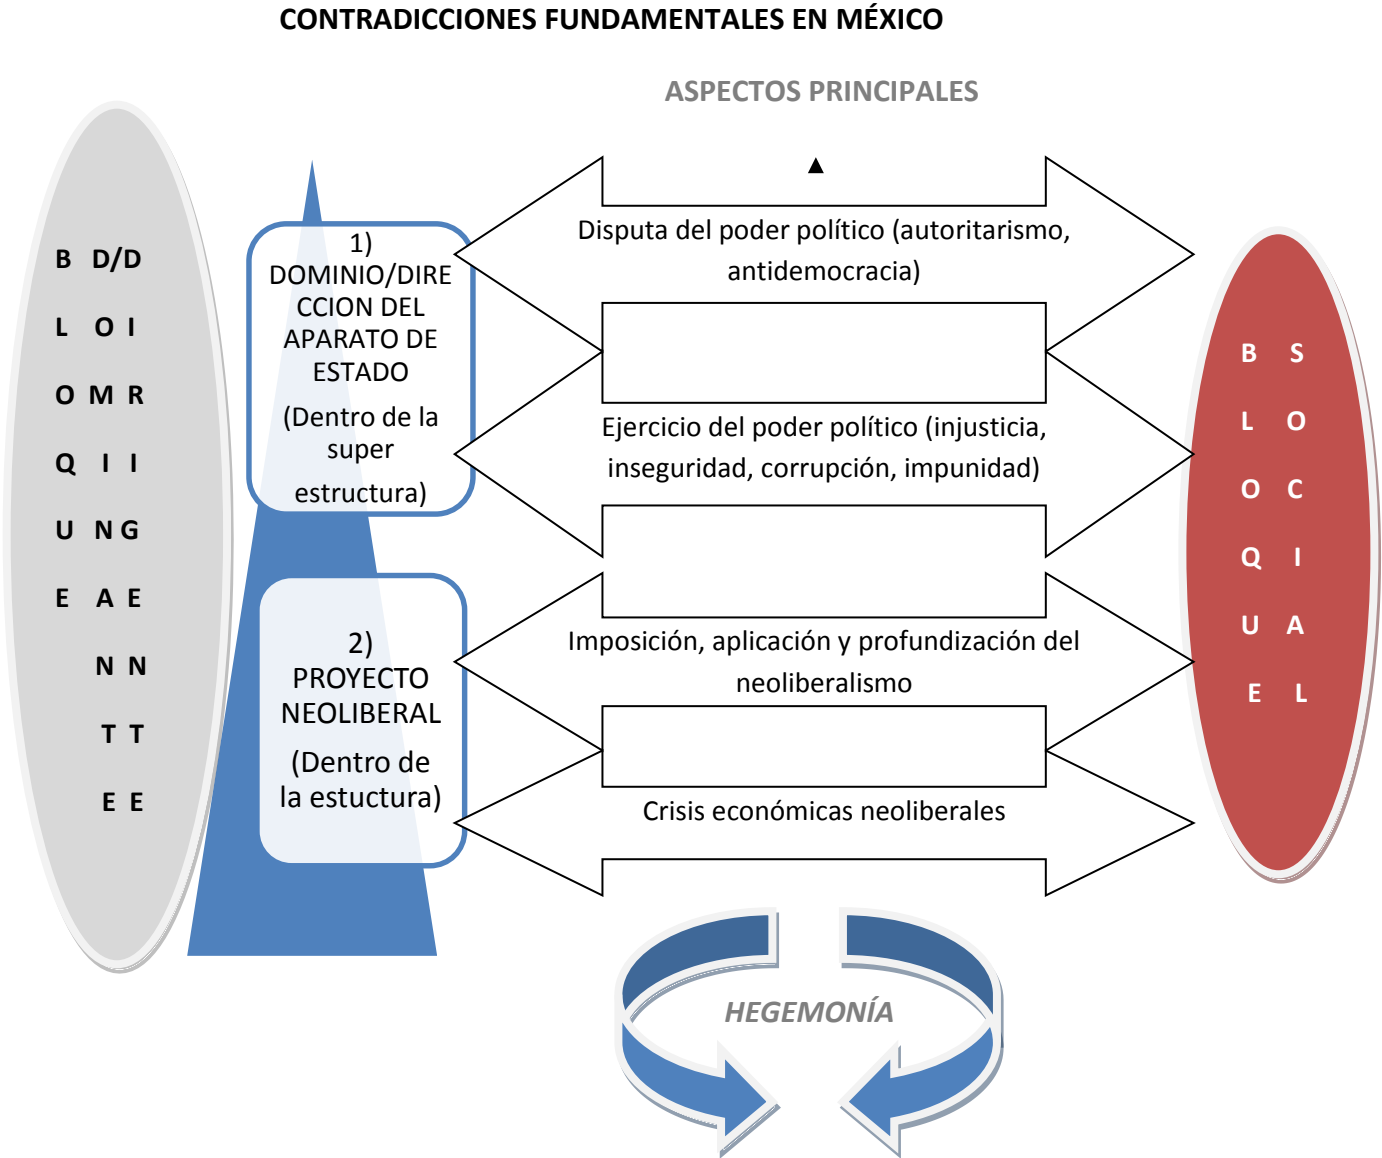 CONTRADICCIONES FUNDAMENTALES EN MÉXICO
ASPECTOS PRINCIPALES
B D/D
L O I
O M R
Q I I
U N G
E A E
N N
T T
E E
1)
DOMINIO/DIRE
CCION DEL
APARATO DE
ESTADO
(Dentro de la
super
estructura)
2)
PROYECTO
NEOLIBERAL
(Dentro de
la estuctura)
Disputa del poder político (autoritarismo,
antidemocracia)
Ejercicio del poder político (injusticia,
inseguridad, corrupción, impunidad)
Imposición, aplicación y profundización del
neoliberalismo
Crisis económicas neoliberales
B S
L O
O C
Q I
U A
E L
HEGEMONÍA